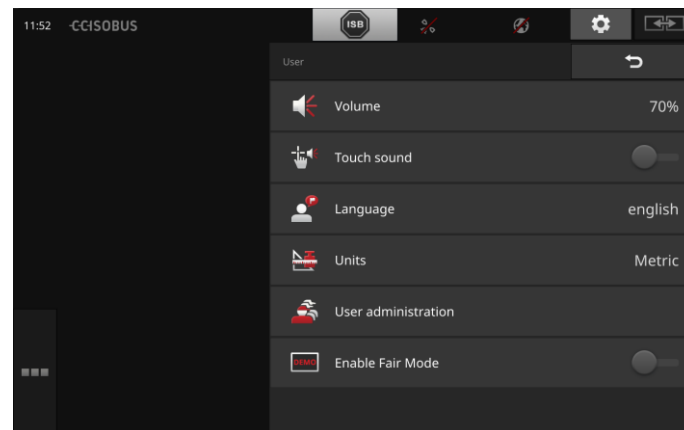 11:52 CCISOBUS ISB
User
Volume 70%
Touch sound
Language english
Units Metric
User administration
DEMO Enable Fair Mode